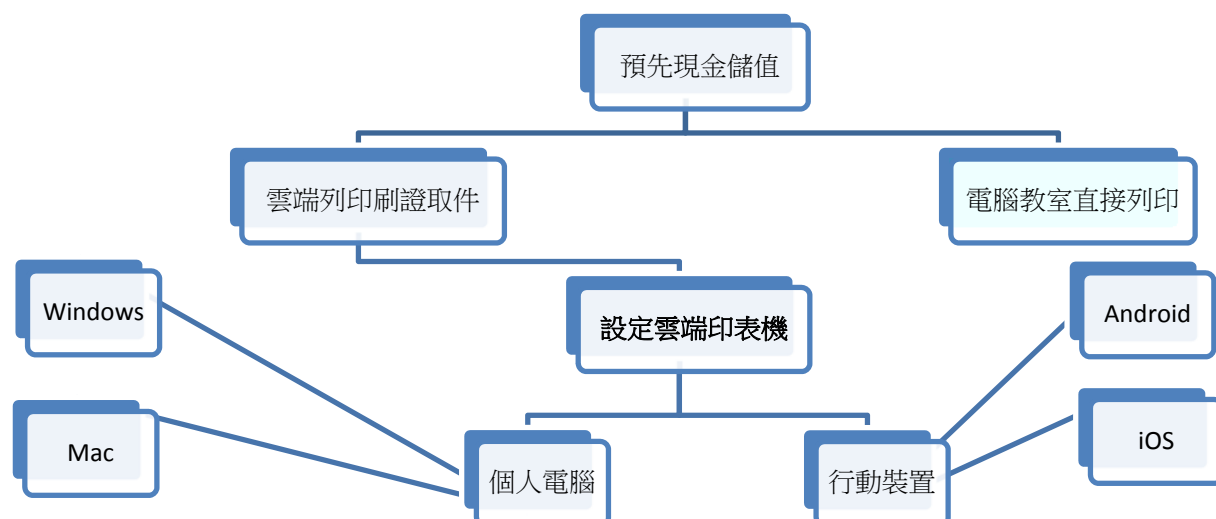 預先現金儲值
雲端列印刷證取件
電腦教室直接列印
Windows
設定雲端印表機
Android
Mac
個人電腦
行動裝置
iOS